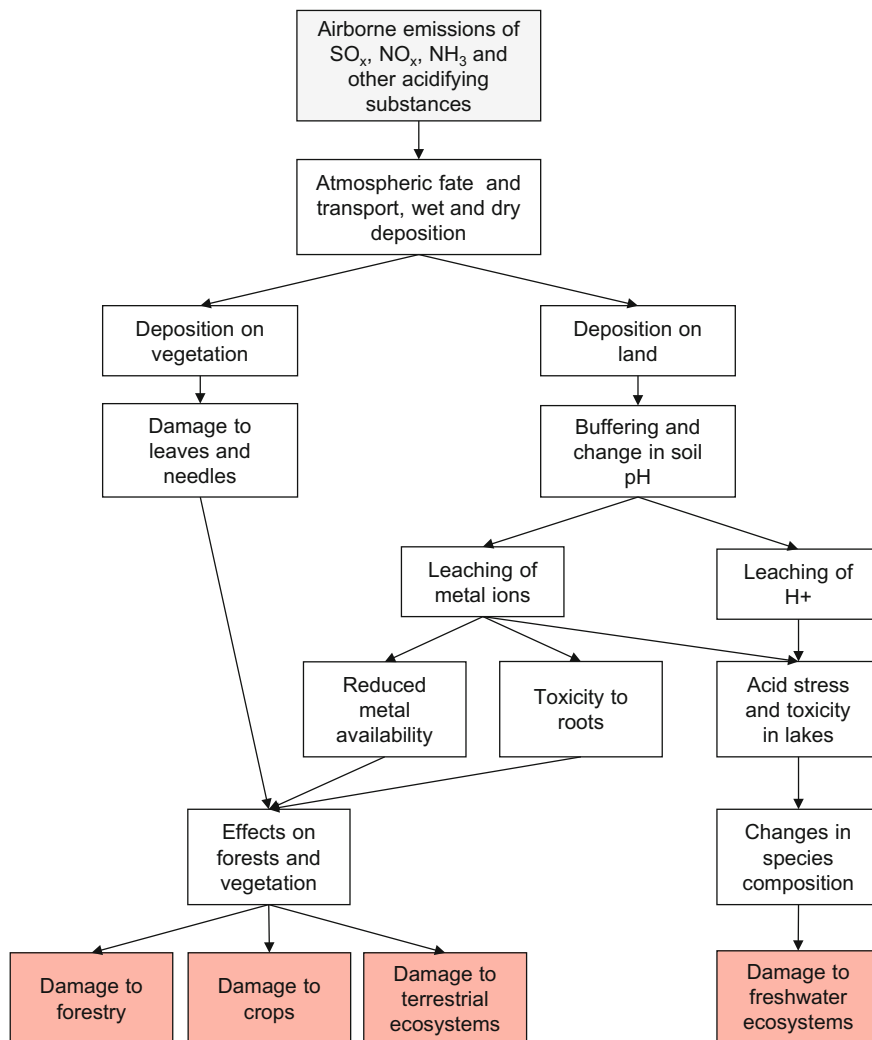 Airborne emissions of
SOₓ, NOₓ, NH₃ and
other acidifying
substances
Atmospheric fate and
transport, wet and dry
deposition
Deposition on
vegetation
Deposition on
land
Damage to
leaves and
needles
Buffering and
change in soil
pH
Leaching of
metal ions
Leaching of
H+
Reduced
metal
availability
Toxicity to
roots
Acid stress
and toxicity
in lakes
Effects on
forests and
vegetation
Changes in
species
composition
Damage to
forestry
Damage to
crops
Damage to
terrestrial
ecosystems
Damage to
freshwater
ecosystems